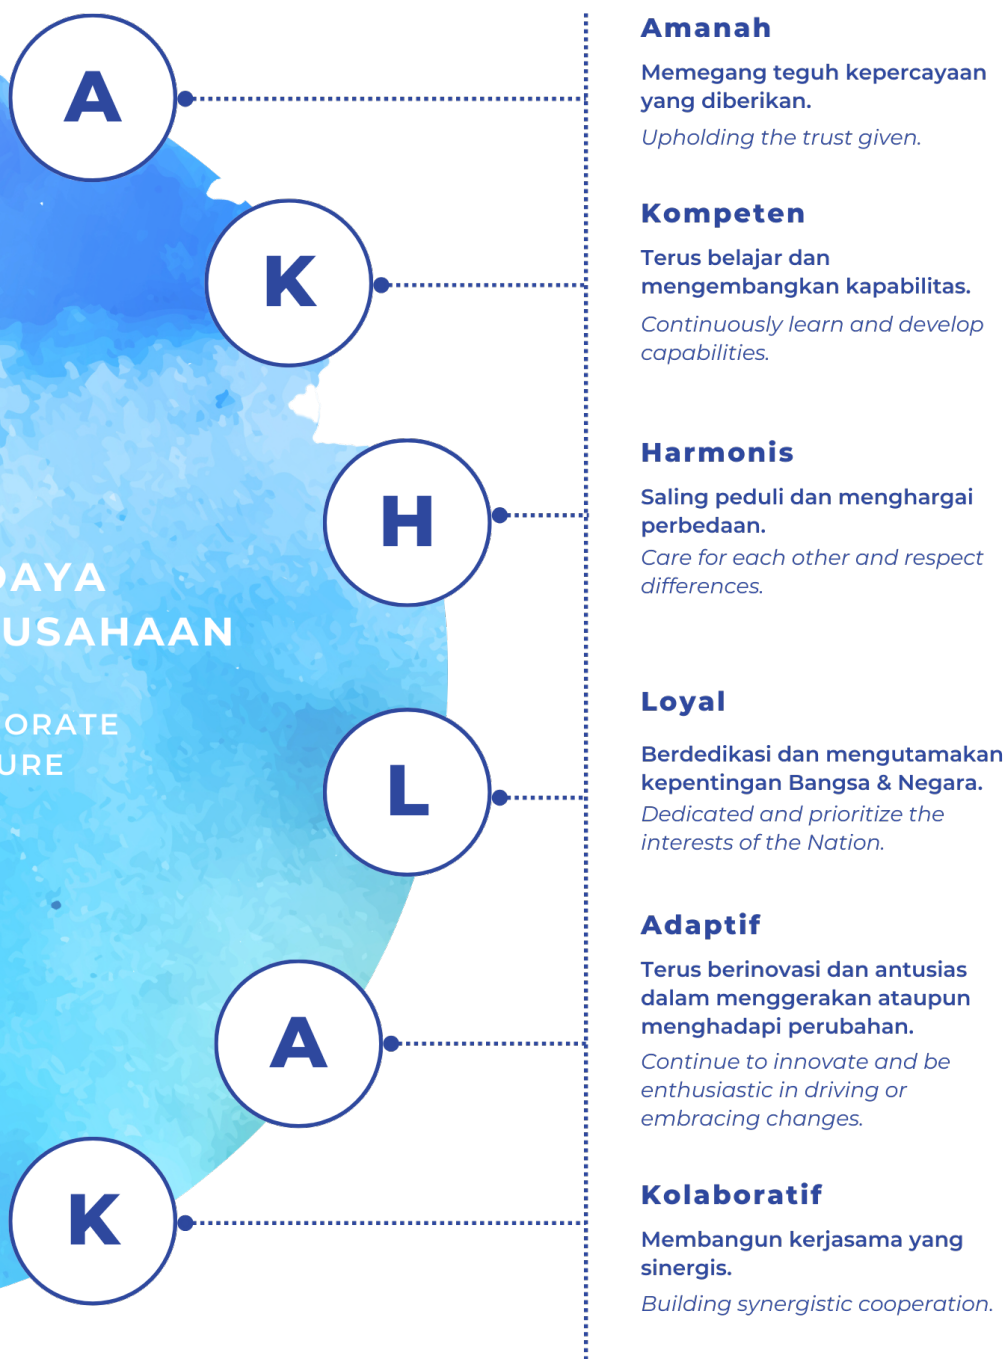 A
Amanah
Memegang teguh kepercayaan
yang diberikan.
Upholding the trust given.
K
Kompeten
Terus belajar dan
mengembangkan kapabilitas.
Continuously learn and develop
capabilities.
H
Harmonis
Saling peduli dan menghargai
perbedaan.
Care for each other and respect
differences.
DAYA
USAHAAN
ORATE
URE
L
Loyal
Berdedikasi dan mengutamakan
kepentingan Bangsa & Negara.
Dedicated and prioritize the
interests of the Nation.
A
Adaptif
Terus berinovasi dan antusias
dalam menggerakan ataupun
menghadapi perubahan.
Continue to innovate and be
enthusiastic in driving or
embracing changes.
K
Kolaboratif
Membangun kerjasama yang
sinergis.
Building synergistic cooperation.